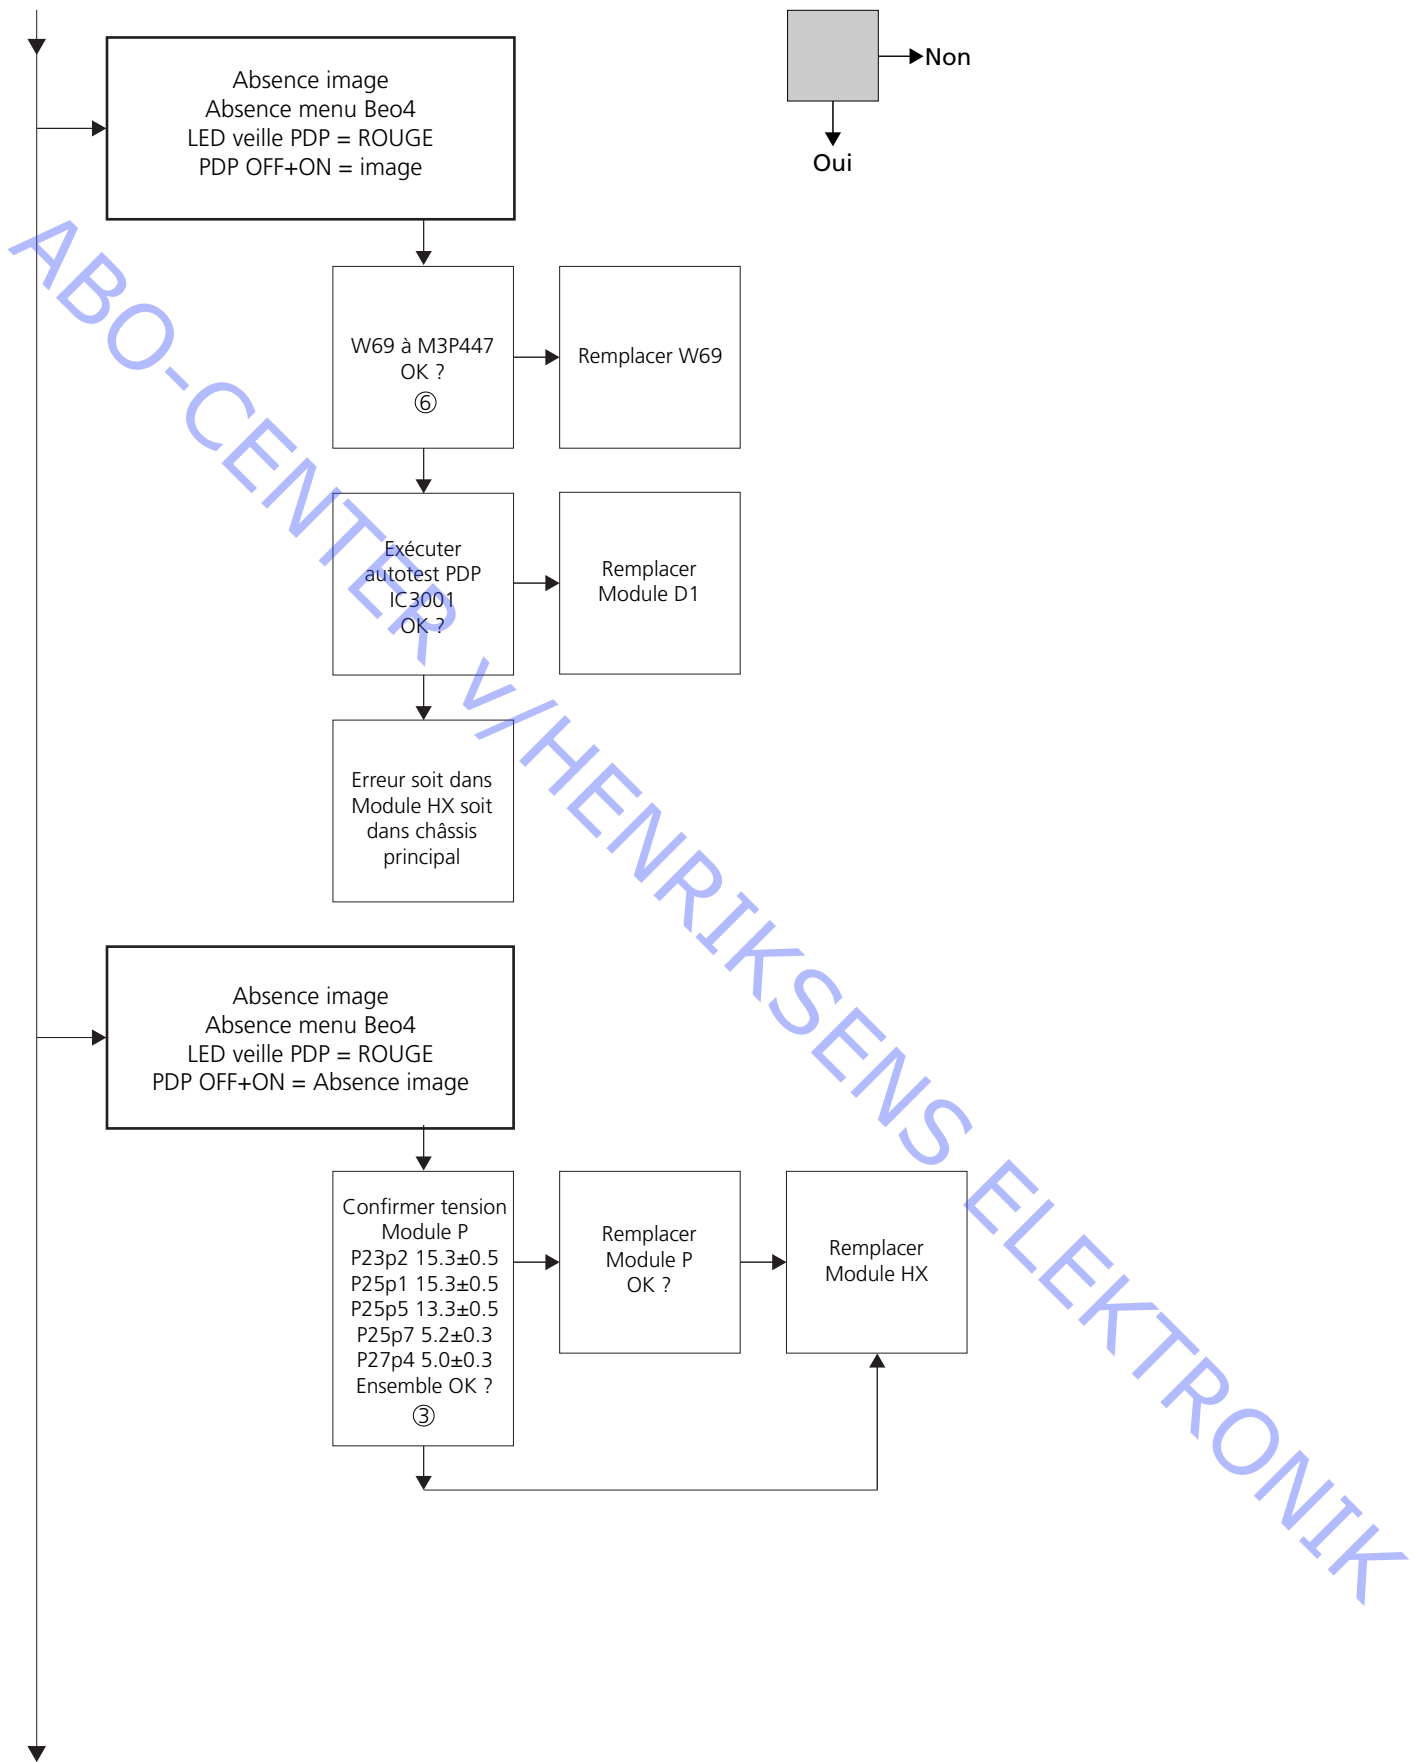 Absence image
Absence menu Beo4
LED veille PDP = ROUGE
PDP OFF+ON = image
Non
Oui
W69 à M3P447
OK ?
⑥
Remplacer W69
Exécuter
autotest PDP
IC3001
OK ?
Remplacer
Module D1
Erreur soit dans
Module HX soit
dans châssis
principal
Absence image
Absence menu Beo4
LED veille PDP = ROUGE
PDP OFF+ON = Absence image
Confirmer tension
Module P
P23p2 15.3±0.5
P25p1 15.3±0.5
P25p5 13.3±0.5
P25p7 5.2±0.3
P27p4 5.0±0.3
Ensemble OK ?
③
Remplacer
Module P
OK ?
Remplacer
Module HX
ABO-CENTER v/HENRIKSENS ELEKTRONIK